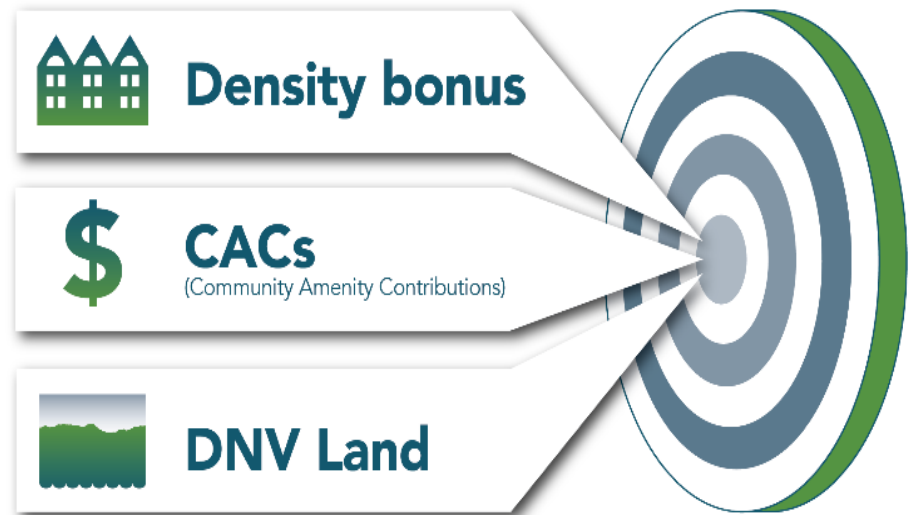 Density bonus
$
CACs
(Community Amenity Contributions)
DNV Land